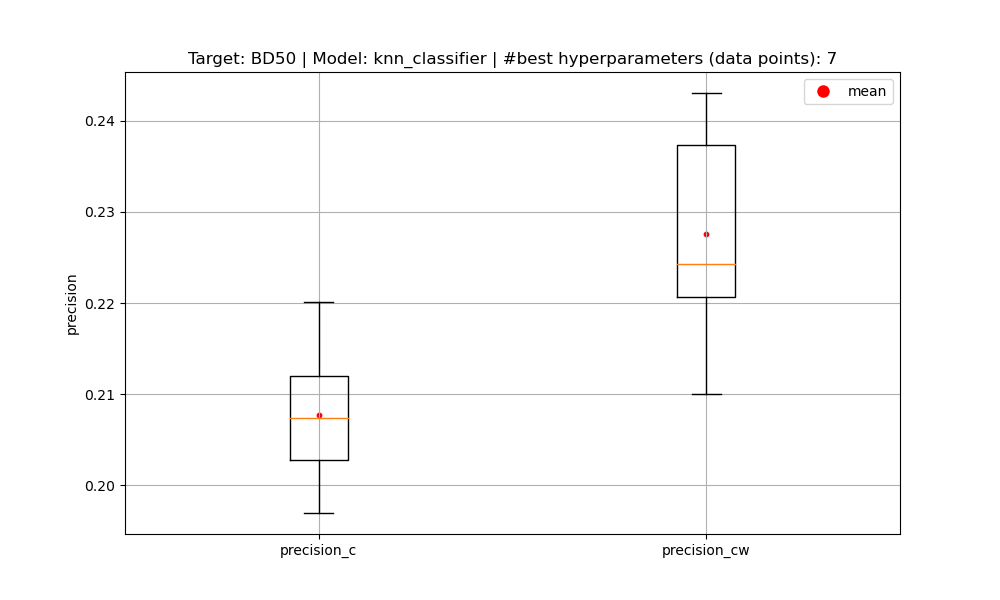 Target: BD50 | Model: knn_classifier | #best hyperparameters (data points): 7
mean
0.24
0.23
0.22
0.21
0.20
precision
precision_c
precision_cw